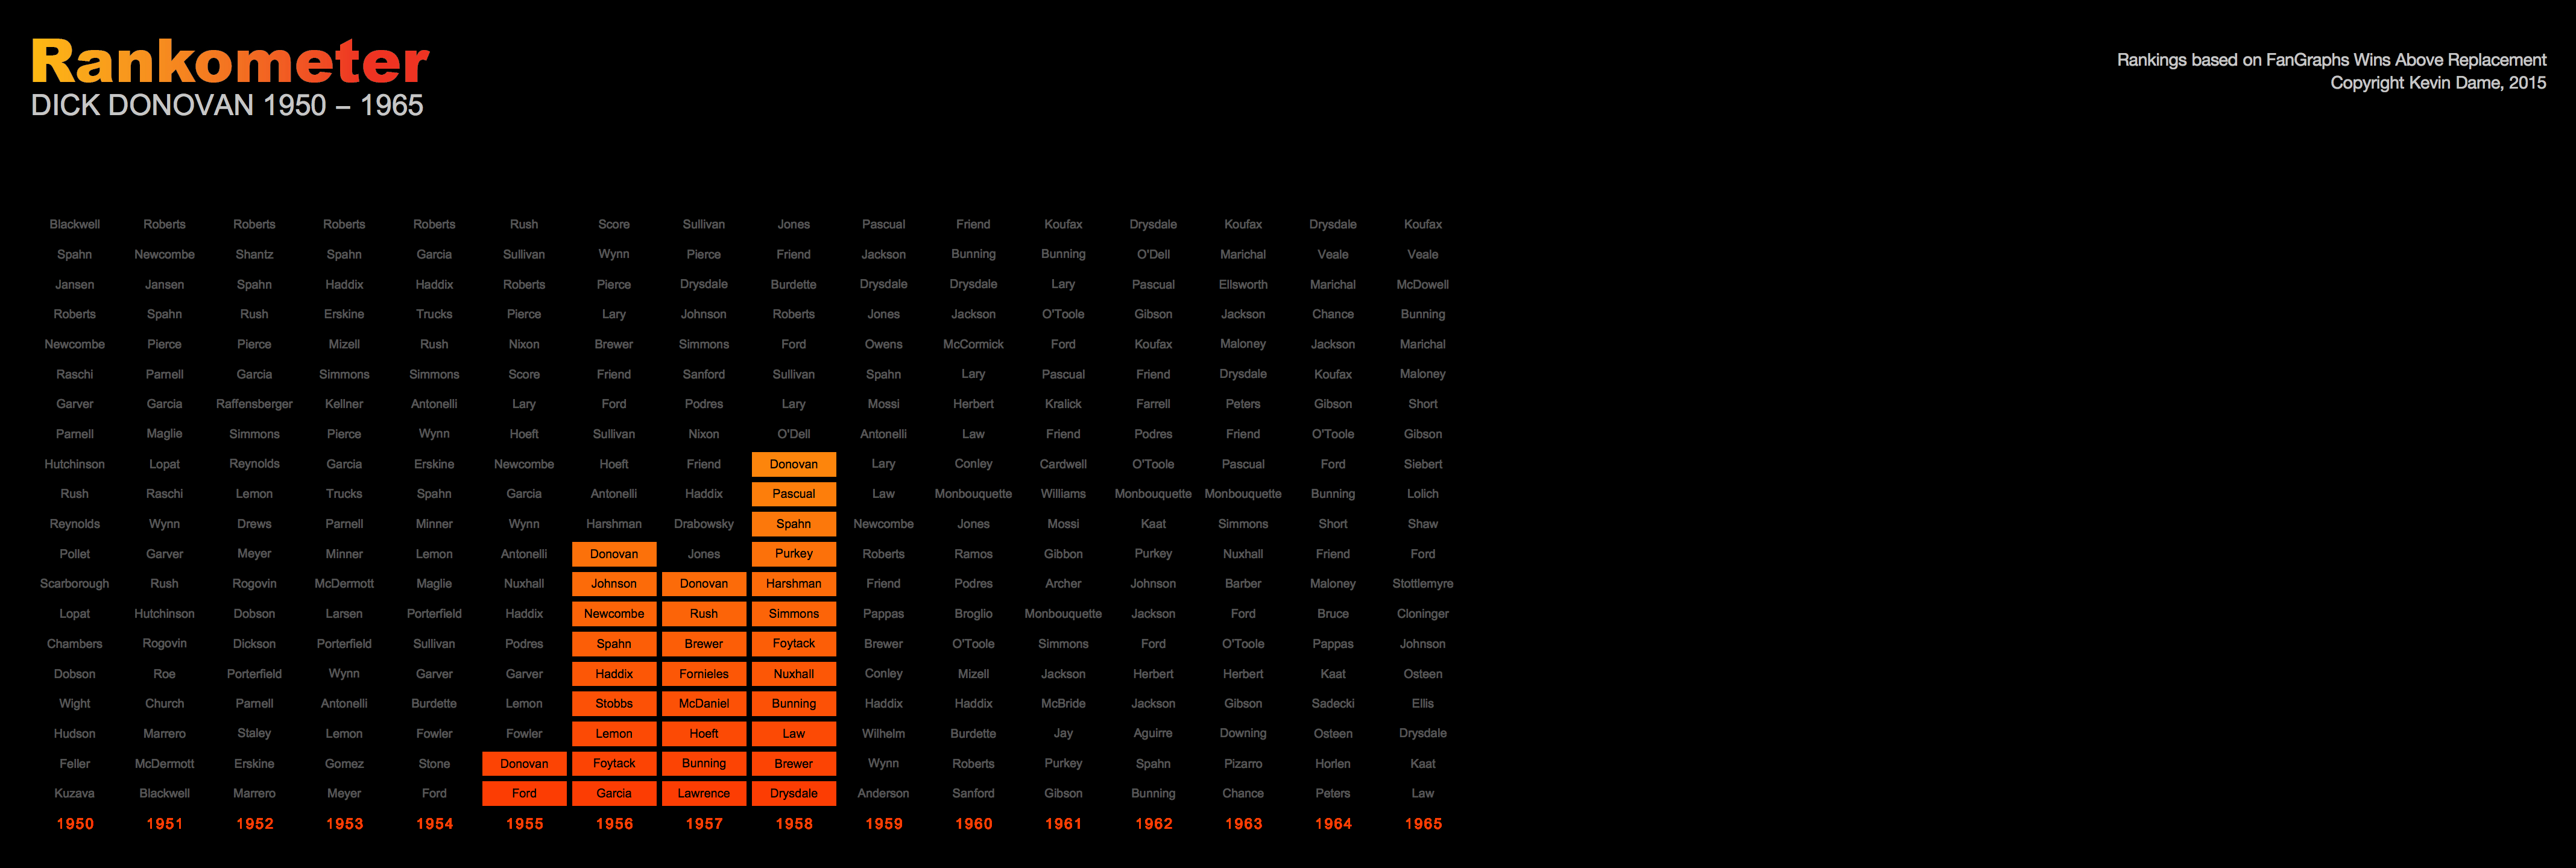 Rankometer
DICK DONOVAN 1950 – 1965
Rankings based on FanGraphs Wins Above Replacement
Copyright Kevin Dame, 2015
Blackwell Roberts Roberts Roberts Roberts Rush Score Sullivan Jones Pascual Friend Koufax Drysdale Koufax Drysdale Koufax
Spahn Newcombe Shantz Spahn Garcia Sullivan Wynn Pierce Friend Jackson Bunning Bunning O'Dell Marichal Veale Veale
Jansen Jansen Spahn Haddix Haddix Roberts Pierce Drysdale Burdette Drysdale Drysdale Lary Pascual Ellsworth Marichal McDowell
Roberts Spahn Rush Erskine Trucks Pierce Lary Johnson Roberts Jones Jackson O'Toole Gibson Jackson Chance Bunning
Newcombe Pierce Pierce Mizell Rush Nixon Brewer Simmons Ford Owens McCormick Ford Koufax Maloney Jackson Marichal
Raschi Parnell Garcia Simmons Simmons Score Friend Sanford Sullivan Spahn Lary Pascual Friend Drysdale Koufax Maloney
Garver Garcia Raffensberger Kellner Antonelli Lary Ford Podres Lary Mossi Herbert Kralick Farrell Peters Gibson Short
Parnell Maglie Simmons Pierce Wynn Hoeft Sullivan Nixon O'Dell Antonelli Law Friend Podres Friend O'Toole Gibson
Hutchinson Lopat Reynolds Garcia Erskine Newcombe Hoeft Friend Donovan Lary Conley Cardwell O'Toole Pascual Ford Siebert
Rush Raschi Lemon Trucks Spahn Garcia Antonelli Haddix Pascual Law Monbouquette Williams Monbouquette Monbouquette Bunning Lolich
Reynolds Wynn Drews Parnell Minner Wynn Harshman Drabowsky Spahn Newcombe Jones Mossi Kaat Simmons Short Shaw
Pollet Garver Meyer Minner Lemon Antonelli Donovan Jones Purkey Roberts Ramos Gibbon Purkey Nuxhall Friend Ford
Scarborough Rush Rogovin McDermott Maglie Nuxhall Johnson Donovan Harshman Friend Podres Archer Johnson Barber Maloney Stottlemyre
Lopat Hutchinson Dobson Larsen Porterfield Haddix Newcombe Rush Simmons Pappas Broglio Monbouquette Jackson Ford Bruce Cloninger
Chambers Rogovin Dickson Porterfield Sullivan Podres Spahn Brewer Foytack Brewer O'Toole Simmons Ford O'Toole Pappas Johnson
Dobson Roe Porterfield Wynn Garver Garver Haddix Fornieles Nuxhall Conley Mizell Jackson Herbert Herbert Kaat Osteen
Wight Church Parnell Antonelli Burdette Lemon Stobbs McDaniel Bunning Haddix Haddix McBride Jackson Gibson Sadecki Ellis
Hudson Marrero Staley Lemon Fowler Fowler Lemon Hoeft Law Wilhelm Burdette Jay Aguirre Downing Osteen Drysdale
Feller McDermott Erskine Gomez Stone Donovan Foytack Bunning Brewer Wynn Roberts Purkey Spahn Pizarro Horlen Kaat
Kuzava Blackwell Marrero Meyer Ford Ford Garcia Lawrence Drysdale Anderson Sanford Gibson Bunning Chance Peters Law
1950 1951 1952 1953 1954 1955 1956 1957 1958 1959 1960 1961 1962 1963 1964 1965